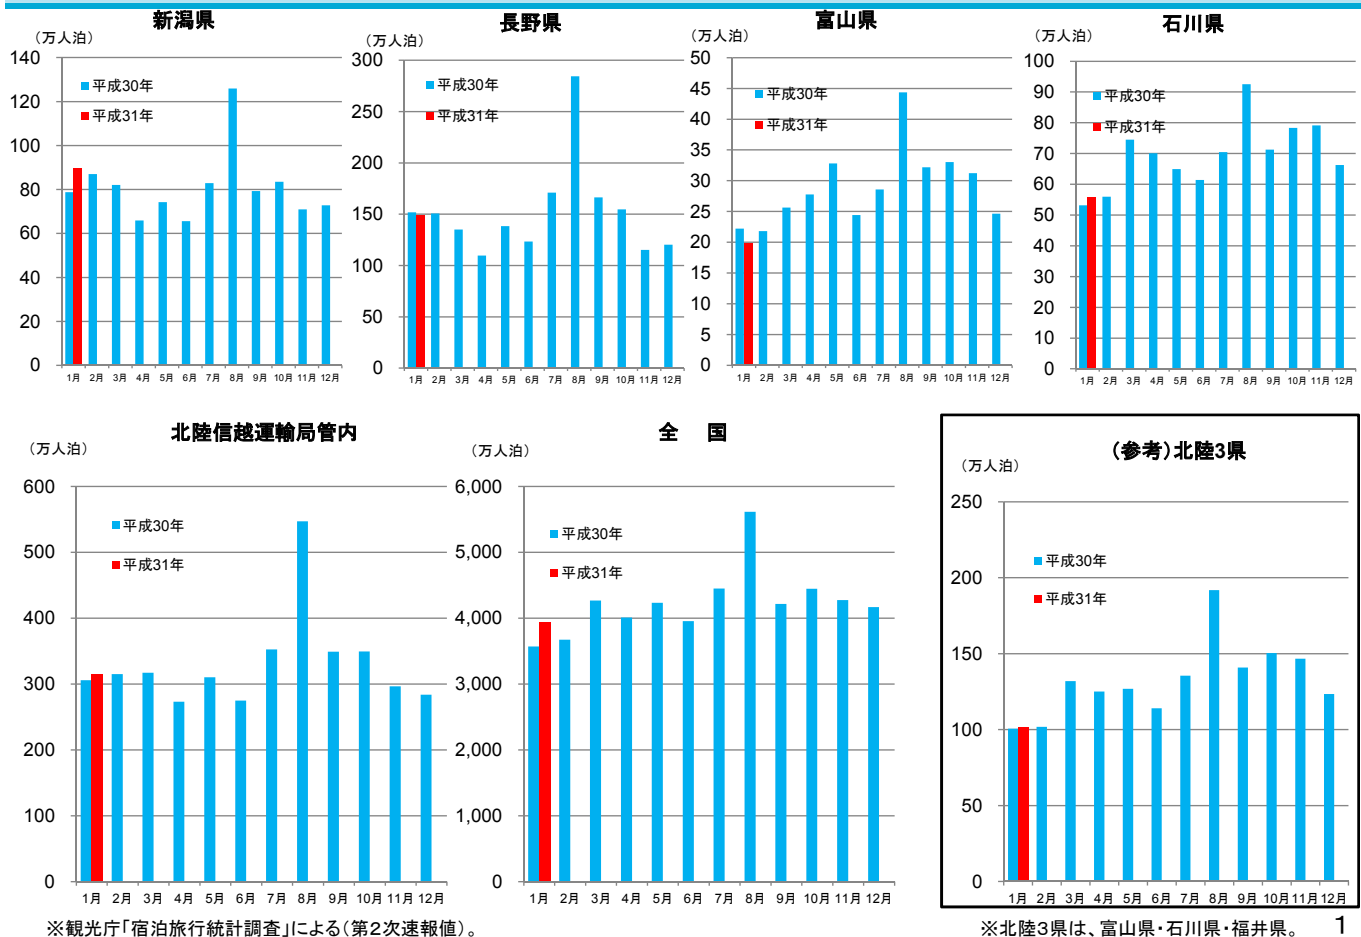 新潟県
（万人泊）
140
120
100
80
60
40
20
0
平成30年
平成31年
1月 2月 3月 4月 5月 6月 7月 8月 9月 10月 11月 12月
長野県
（万人泊）
300
250
200
150
100
50
0
平成30年
平成31年
1月 2月 3月 4月 5月 6月 7月 8月 9月 10月 11月 12月
富山県
（万人泊）
50
45
40
35
30
25
20
15
10
5
0
平成30年
平成31年
1月 2月 3月 4月 5月 6月 7月 8月 9月 10月 11月 12月
石川県
（万人泊）
100
90
80
70
60
50
40
30
20
10
0
平成30年
平成31年
1月 2月 3月 4月 5月 6月 7月 8月 9月 10月 11月 12月
北陸信越運輸局管内
（万人泊）
600
500
400
300
200
100
0
平成30年
平成31年
1月 2月 3月 4月 5月 6月 7月 8月 9月 10月 11月 12月
全 国
（万人泊）
6,000
5,000
4,000
3,000
2,000
1,000
0
平成30年
平成31年
1月 2月 3月 4月 5月 6月 7月 8月 9月 10月 11月 12月
（参考）北陸3県
（万人泊）
250
200
150
100
50
0
平成30年
平成31年
1月 2月 3月 4月 5月 6月 7月 8月 9月 10月 11月 12月
※観光庁「宿泊旅行統計調査」による（第２次速報値）。
※北陸３県は、富山県・石川県・福井県。
1